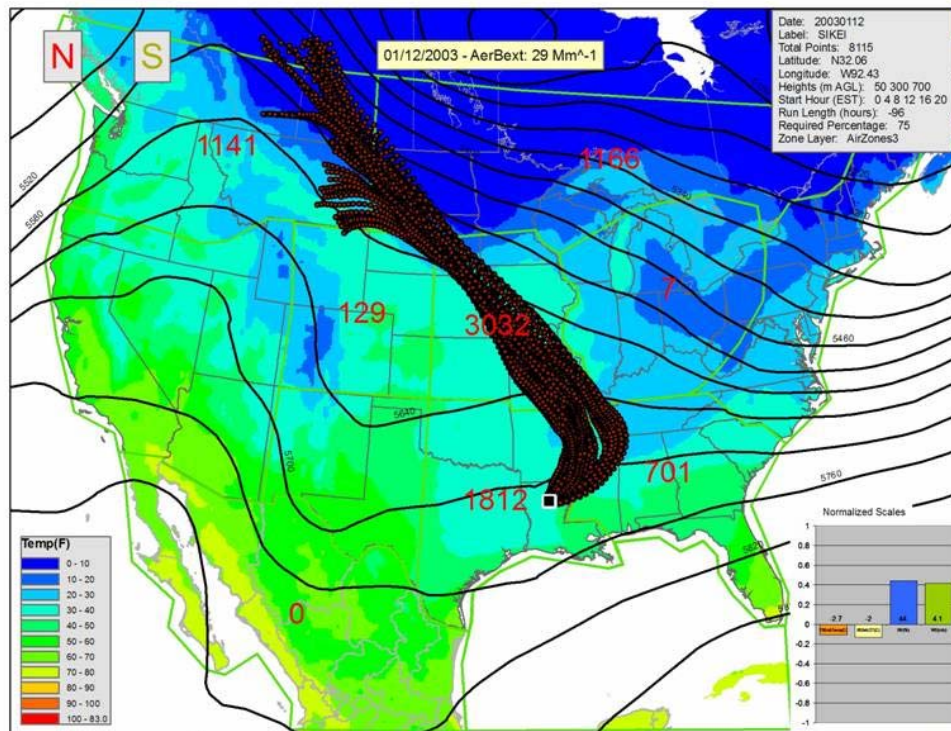 N
S
01/12/2003 - AerBext: 29 Mm^-1
Date: 20030112
Label: SIKEI
Total Points: 8115
Latitude: N32.06
Longitude: W92.43
Heights (m AGL): 50 300 700
Start Hour (EST): 0 4 8 12 16 20
Run Length (hours): -96
Required Percentage: 75
Zone Layer: AirZones3
1141
1166
5520
5580
129
3032
7
5460
5640
5700
701
5760
1812
5820
0
Temp(F)
0 - 10
10 - 20
20 - 30
30 - 40
40 - 50
50 - 60
60 - 70
70 - 80
80 - 90
90 - 100
100 - 83.0
Normalized Scales
1
0.8
0.6
0.4
0.2
0
-0.2
-0.4
-0.6
-0.8
-1
-2.7
-2
44
4.1